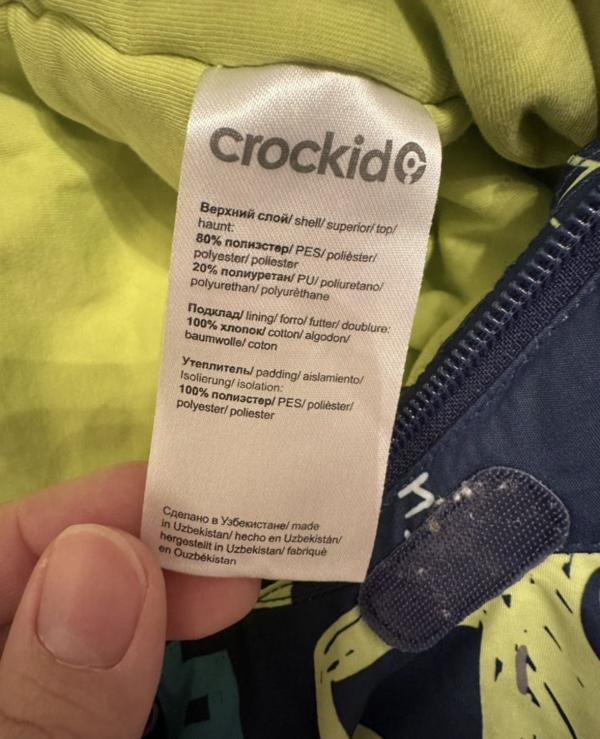 crockid
Верхний слой/ shell/ superior/ top/
haunt:
80% полиэстер/ PES/ polièster/
polyester/ poliester
20% полиуретан/ PU/ poliuretano/
polyurethan/ polyuréthane
Подклад/ lining/ forro/ futter/ doublure:
100% хлопок/ cotton/ algodon/
baumwolle/ coton
Утеплитель/ padding/ aislamiento/
Isolierung/ isolation:
100% полиэстер/ PES/ polièster/
polyester/ poliester
Сделано в Узбекистане/ made
in Uzbekistan/ hecho en Uzbekistán/
hergestellt in Uzbekistan/ fabriqué
en Ouzbékistan